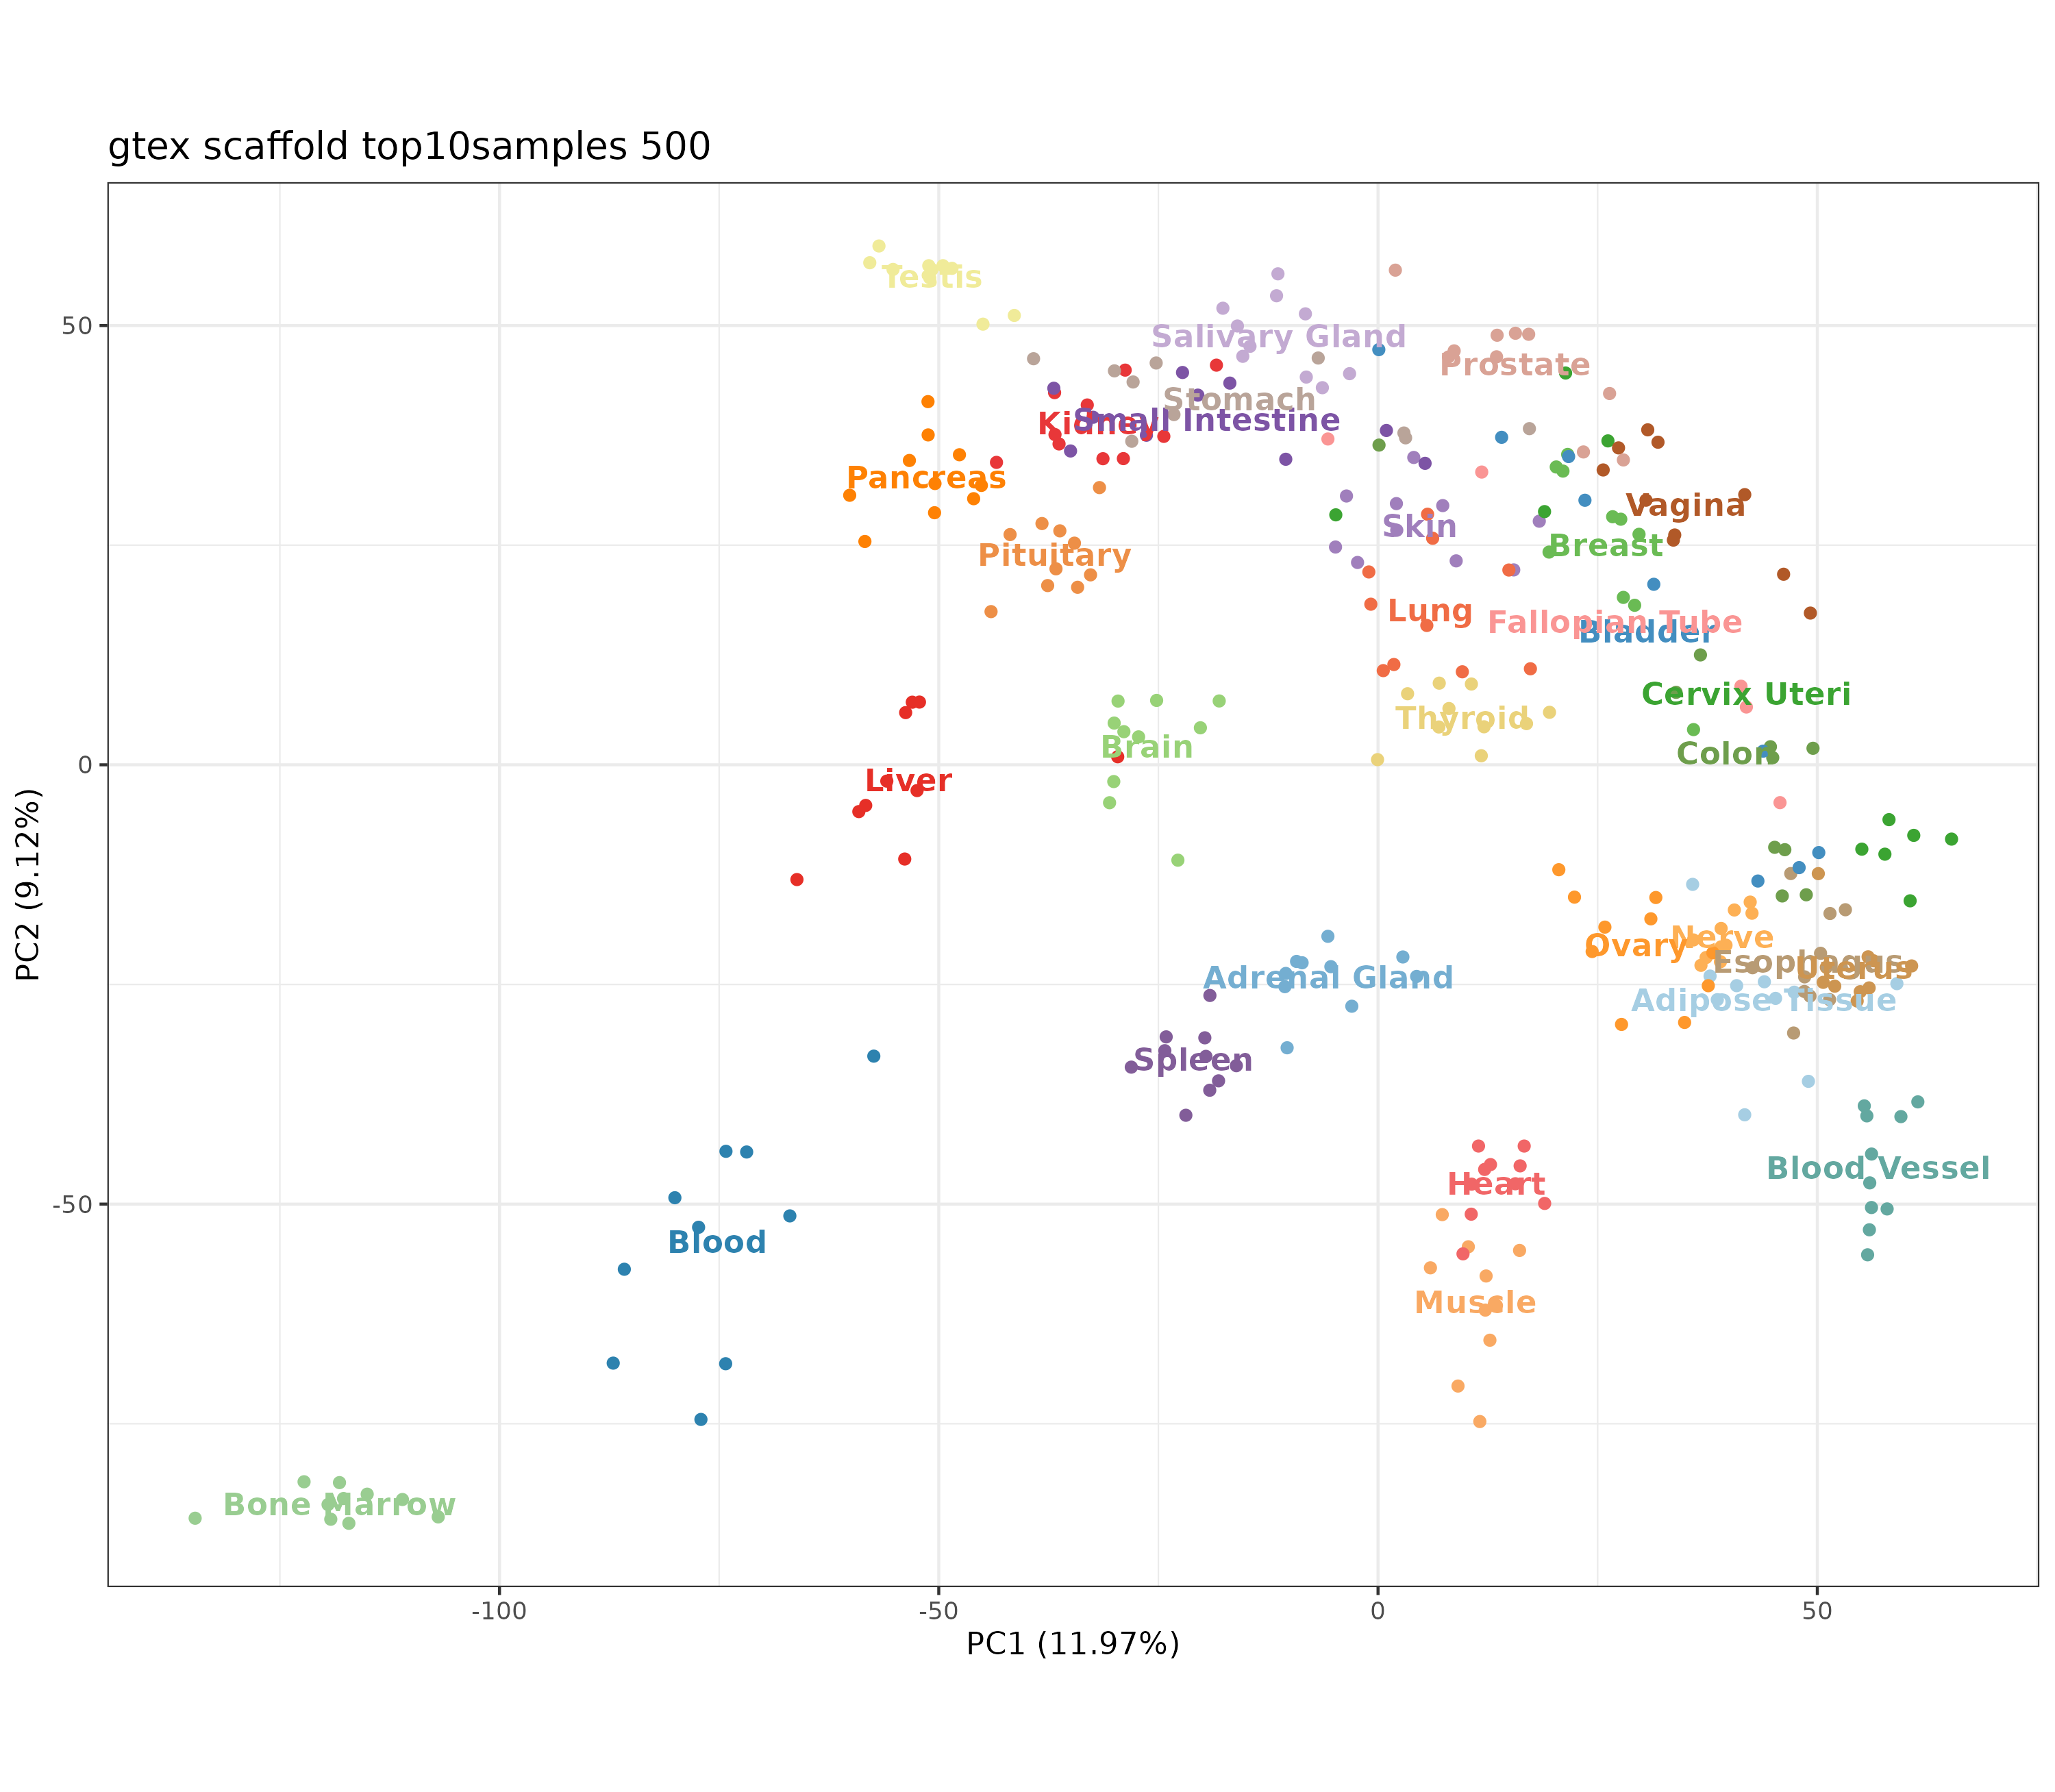 gtex scaffold top10samples 500
Testis
50
Salivary Gland
Prostate
Stomach
Kidney
Small Intestine
Pancreas
Vagina
Skin
Breast
Pituitary
Lung
Fallopian Tube
Bladder
Cervix Uteri
Thyroid
Brain
Colon
0
Liver
PC2 (9.12%)
Nerve
Ovary
Esophagus
Uterus
Adrenal Gland
Adipose Tissue
Spleen
Blood Vessel
Heart
-50
Blood
Muscle
Bone Marrow
-100
-50
0
50
PC1 (11.97%)